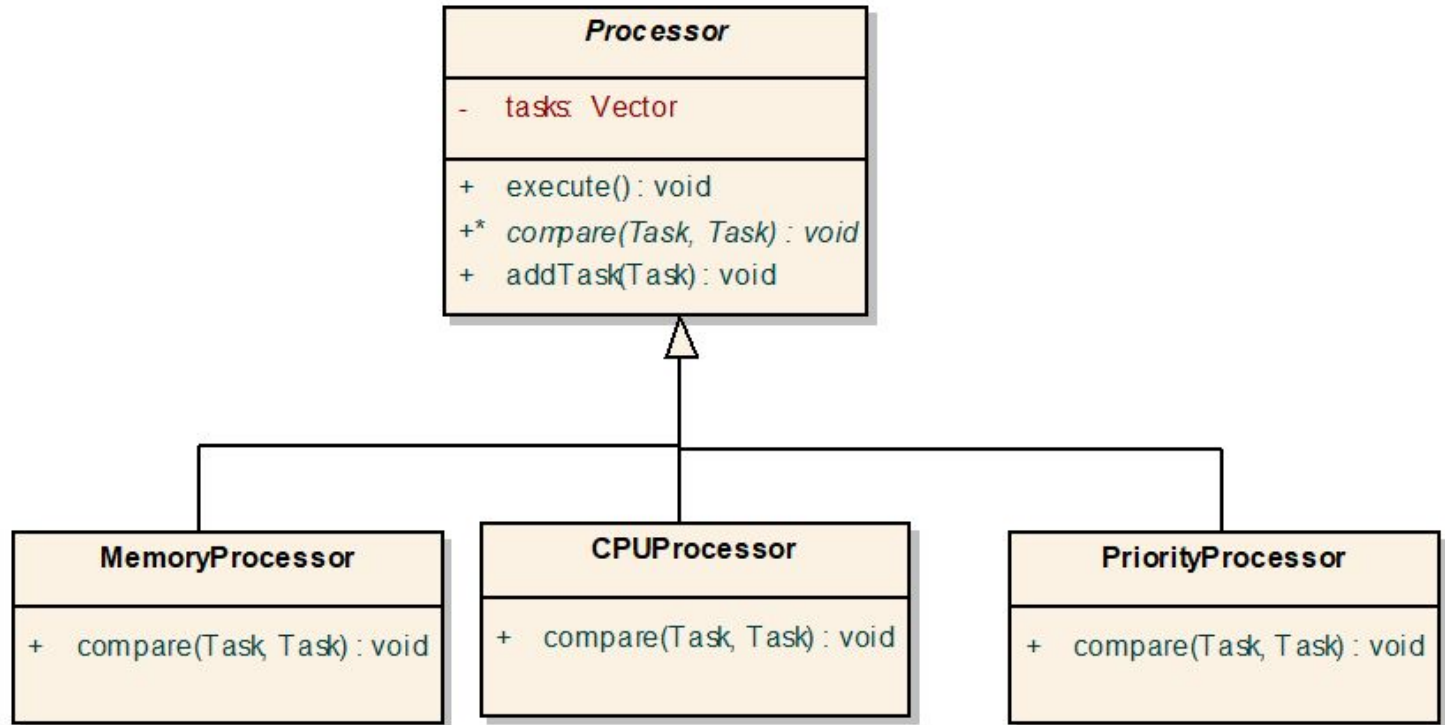 Processor
- tasks: Vector
+ execute() : void
+* compare(Task, Task) : void
+ addTask(Task) : void
MemoryProcessor
+ compare(Task, Task) : void
CPUProcessor
+ compare(Task, Task) : void
PriorityProcessor
+ compare(Task, Task) : void